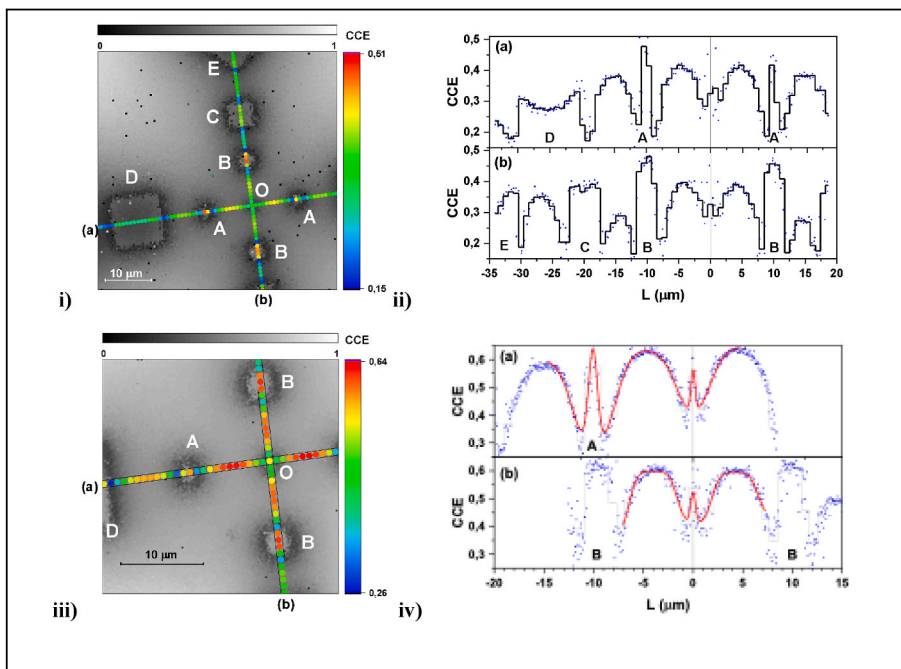 CCE
0 1
0,51
E
C
B
D
O
A
A
B
(a)
10 µm
0,15
(b)
i)
(a)
0,5
0,4
0,3
0,2
CCE
D A A
(b)
0,5
0,4
0,3
0,2
CCE
E C B B
-35 -30 -25 -20 -15 -10 -5 0 5 10 15 20
L (µm)
ii)
CCE
0 1
0,64
B
A
O
(a)
D
B
10 µm
0,26
(b)
iii)
(a)
0,6
0,5
0,4
0,3
CCE
A
(b)
0,6
0,5
0,4
0,3
CCE
B B
-20 -15 -10 -5 0 5 10 15
L (µm)
iv)